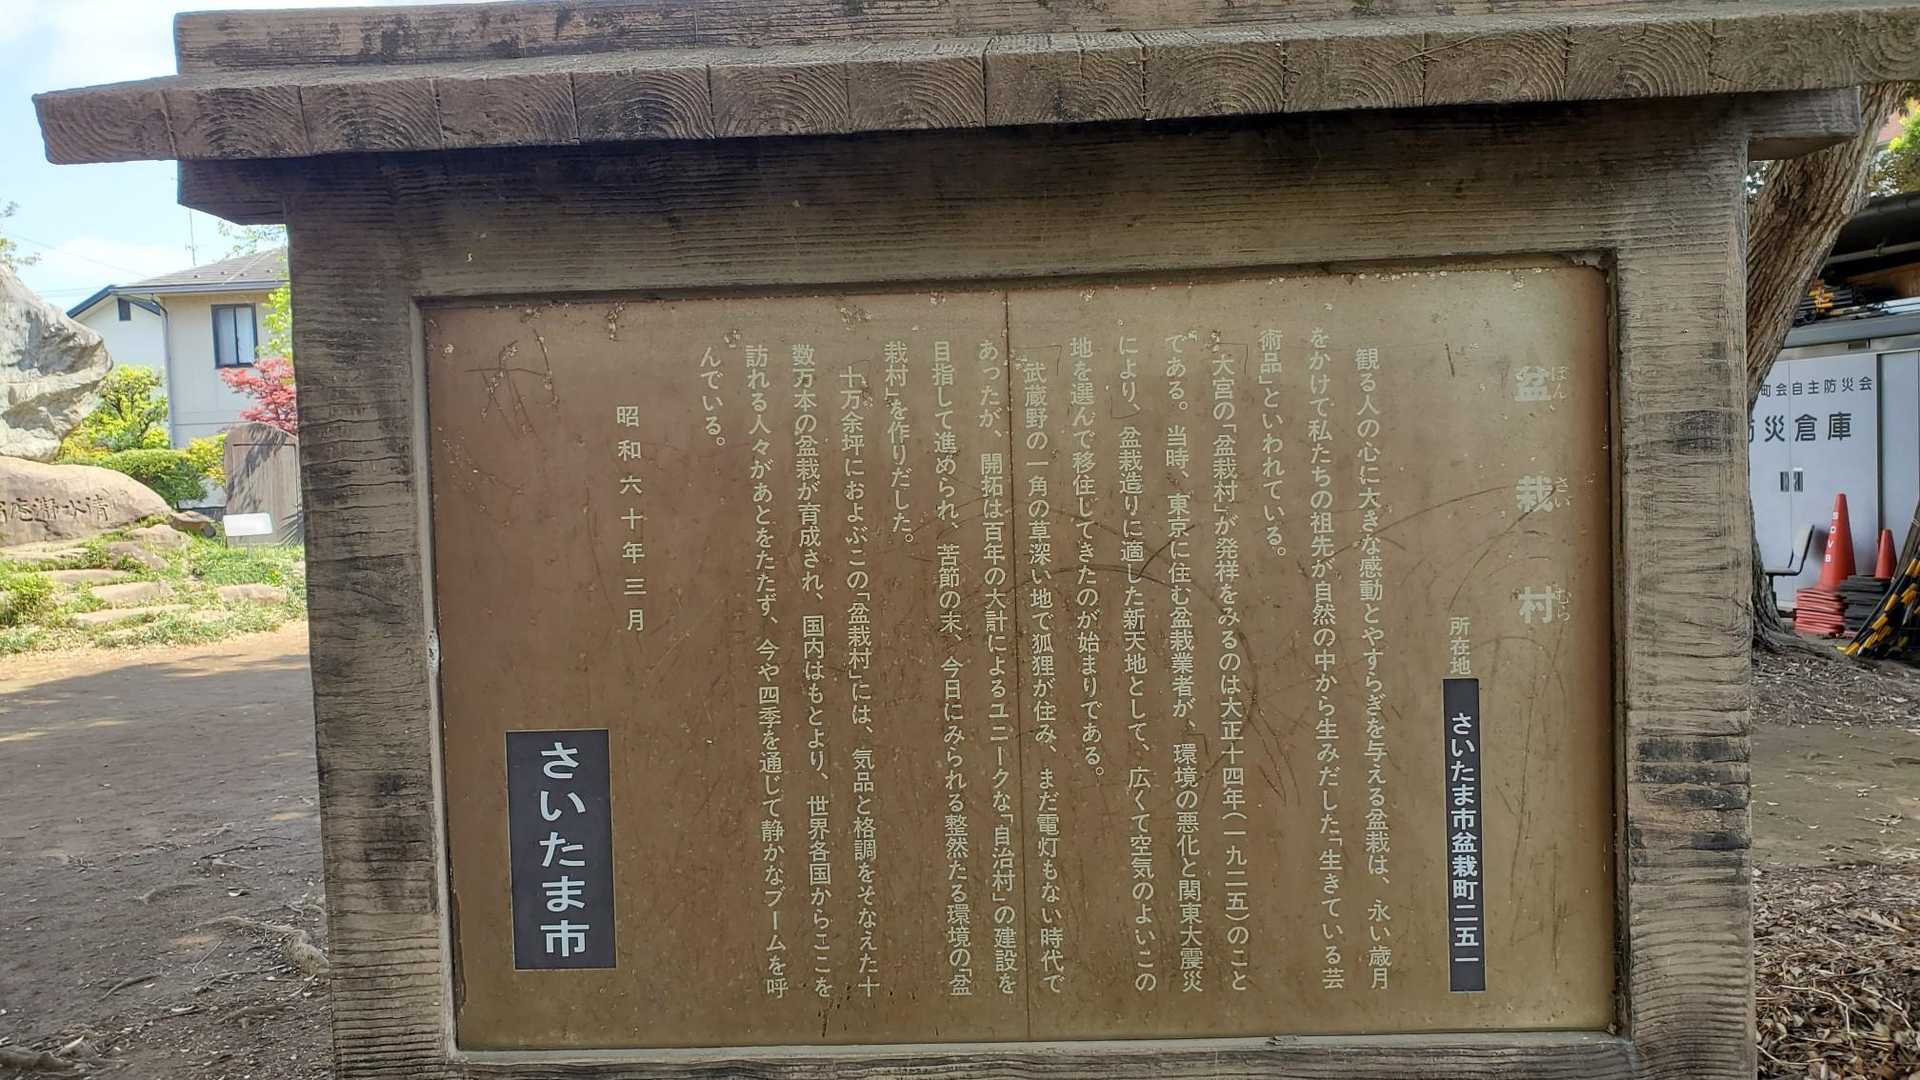 盆栽村
ぼん さい むら
所在地 さいたま市盆栽町二五一
観る人の心に大きな感動とやすらぎを与える盆栽は、永い歳月
をかけて私たちの祖先が自然の中から生みだした「生きている芸
術品」といわれている。
大宮の「盆栽村」が発祥をみるのは大正十四年(一九二五)のこと
である。当時、東京に住む盆栽業者が、環境の悪化と関東大震災
により、盆栽造りに適した新天地として、広くて空気のよいこの
地を選んで移住してきたのが始まりである。
武蔵野の一角の草深い地で狐狸が住み、まだ電灯もない時代で
あったが、開拓は百年の大計によるユニークな「自治村」の建設を
目指して進められ、苦節の末、今日にみられる整然たる環境の「盆
栽村」を作りだした。
十万余坪におよぶこの「盆栽村」には、気品と格調をそなえた十
数万本の盆栽が育成され、国内はもとより、世界各国からここを
訪れる人々があとをたたず、今や四季を通じて静かなブームを呼
んでいる。
昭和六十年三月
さいたま市
町会自主防災会
防災倉庫
清水瀞庵